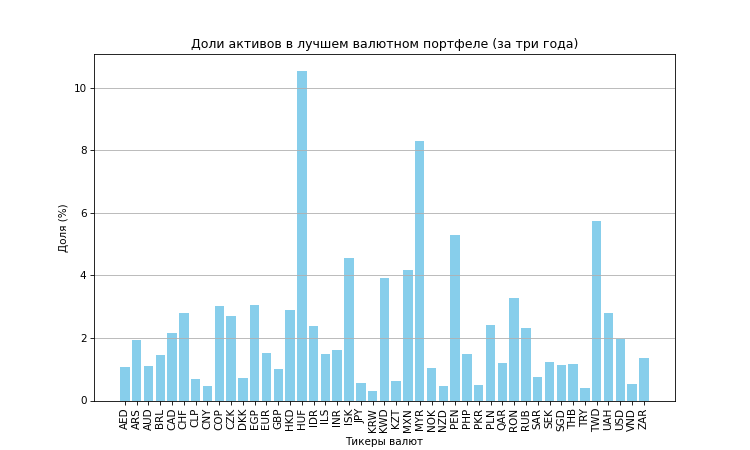 Доли активов в лучшем валютном портфеле (за три года)
10
8
6
4
2
0
Доля (%)
AED ARS AUD BRL CAD CHF CLP CNY COP CZK DKK EGP EUR GBP HKD HUF IDR ILS INR ISK JPY KRW KWD KZT MXN MYR NOK NZD PEN PHP PKR PLN QAR RON RUB SAR SEK SGD THB TRY TWD UAH USD VND ZAR
Тикеры валют